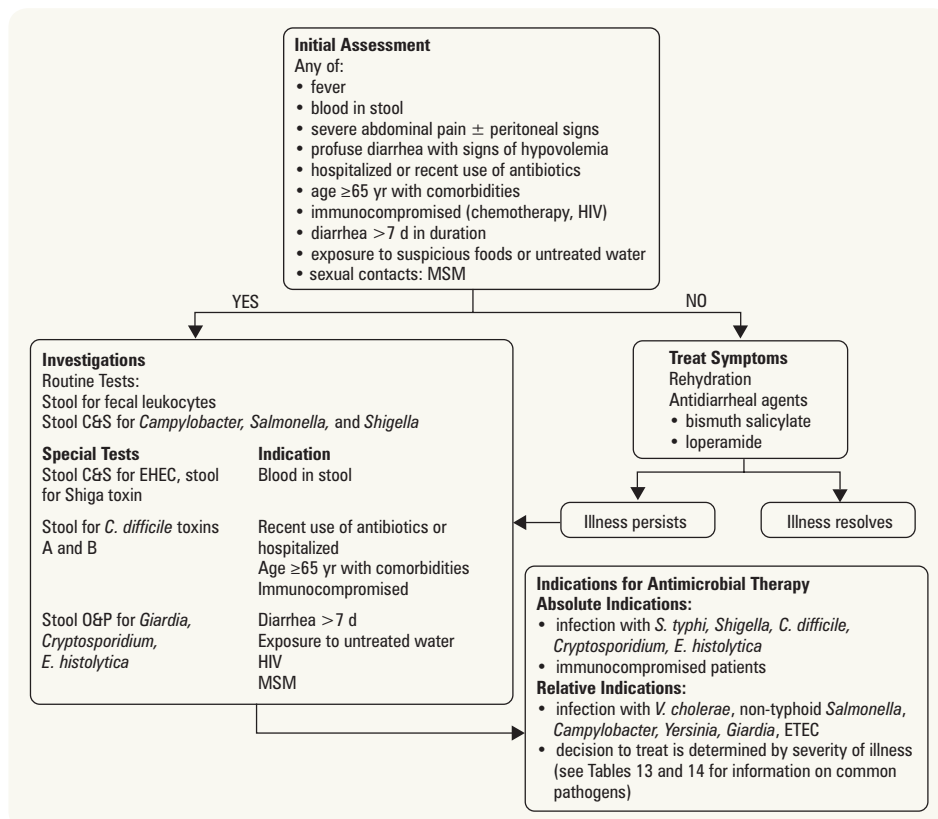 Initial Assessment
Any of:
• fever
• blood in stool
• severe abdominal pain ± peritoneal signs
• profuse diarrhea with signs of hypovolemia
• hospitalized or recent use of antibiotics
• age ≥65 yr with comorbidities
• immunocompromised (chemotherapy, HIV)
• diarrhea >7 d in duration
• exposure to suspicious foods or untreated water
• sexual contacts: MSM
YES
NO
Investigations
Routine Tests:
Stool for fecal leukocytes
Stool C&S for Campylobacter, Salmonella, and Shigella
Special Tests
Indication
Stool C&S for EHEC, stool
for Shiga toxin
Blood in stool
Stool for C. difficile toxins
A and B
Recent use of antibiotics or
hospitalized
Age ≥65 yr with comorbidities
Immunocompromised
Stool O&P for Giardia,
Cryptosporidium,
E. histolytica
Diarrhea >7 d
Exposure to untreated water
HIV
MSM
Treat Symptoms
Rehydration
Antidiarrheal agents
• bismuth salicylate
• loperamide
Illness persists
Illness resolves
Indications for Antimicrobial Therapy
Absolute Indications:
• infection with S. typhi, Shigella, C. difficile,
Cryptosporidium, E. histolytica
• immunocompromised patients
Relative Indications:
• infection with V. cholerae, non-typhoid Salmonella,
Campylobacter, Yersinia, Giardia, ETEC
• decision to treat is determined by severity of illness
(see Tables 13 and 14 for information on common
pathogens)